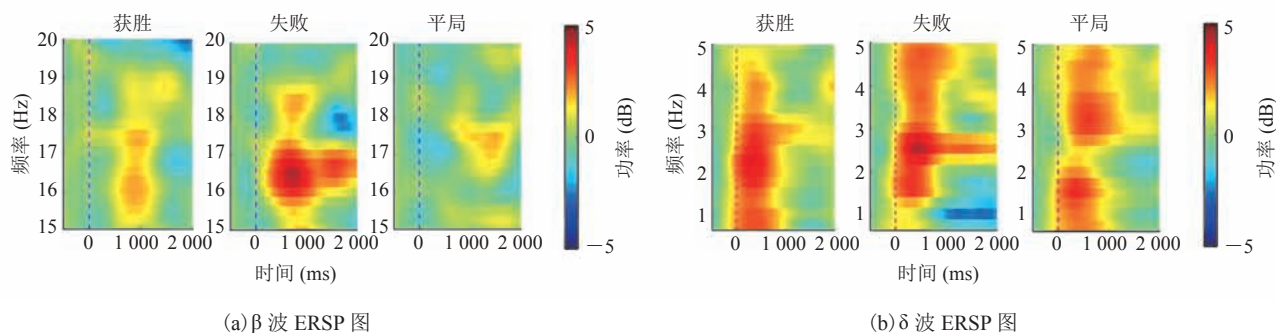 获胜 失败 平局
20 20 20 5
19 19 19
18 18 18
17 17 17 0
16 16 16
15 15 15 −5
频率 (Hz)
功率 (dB)
0 1 000 2 000 0 1 000 2 000 0 1 000 2 000
时间 (ms)
(a) β 波 ERSP 图
获胜 失败 平局
5 5 5 5
4 4 4
3 3 3 0
2 2 2
1 1 1 −5
频率 (Hz)
功率 (dB)
0 1 000 2 000 0 1 000 2 000 0 1 000 2 000
时间 (ms)
(b) δ 波 ERSP 图